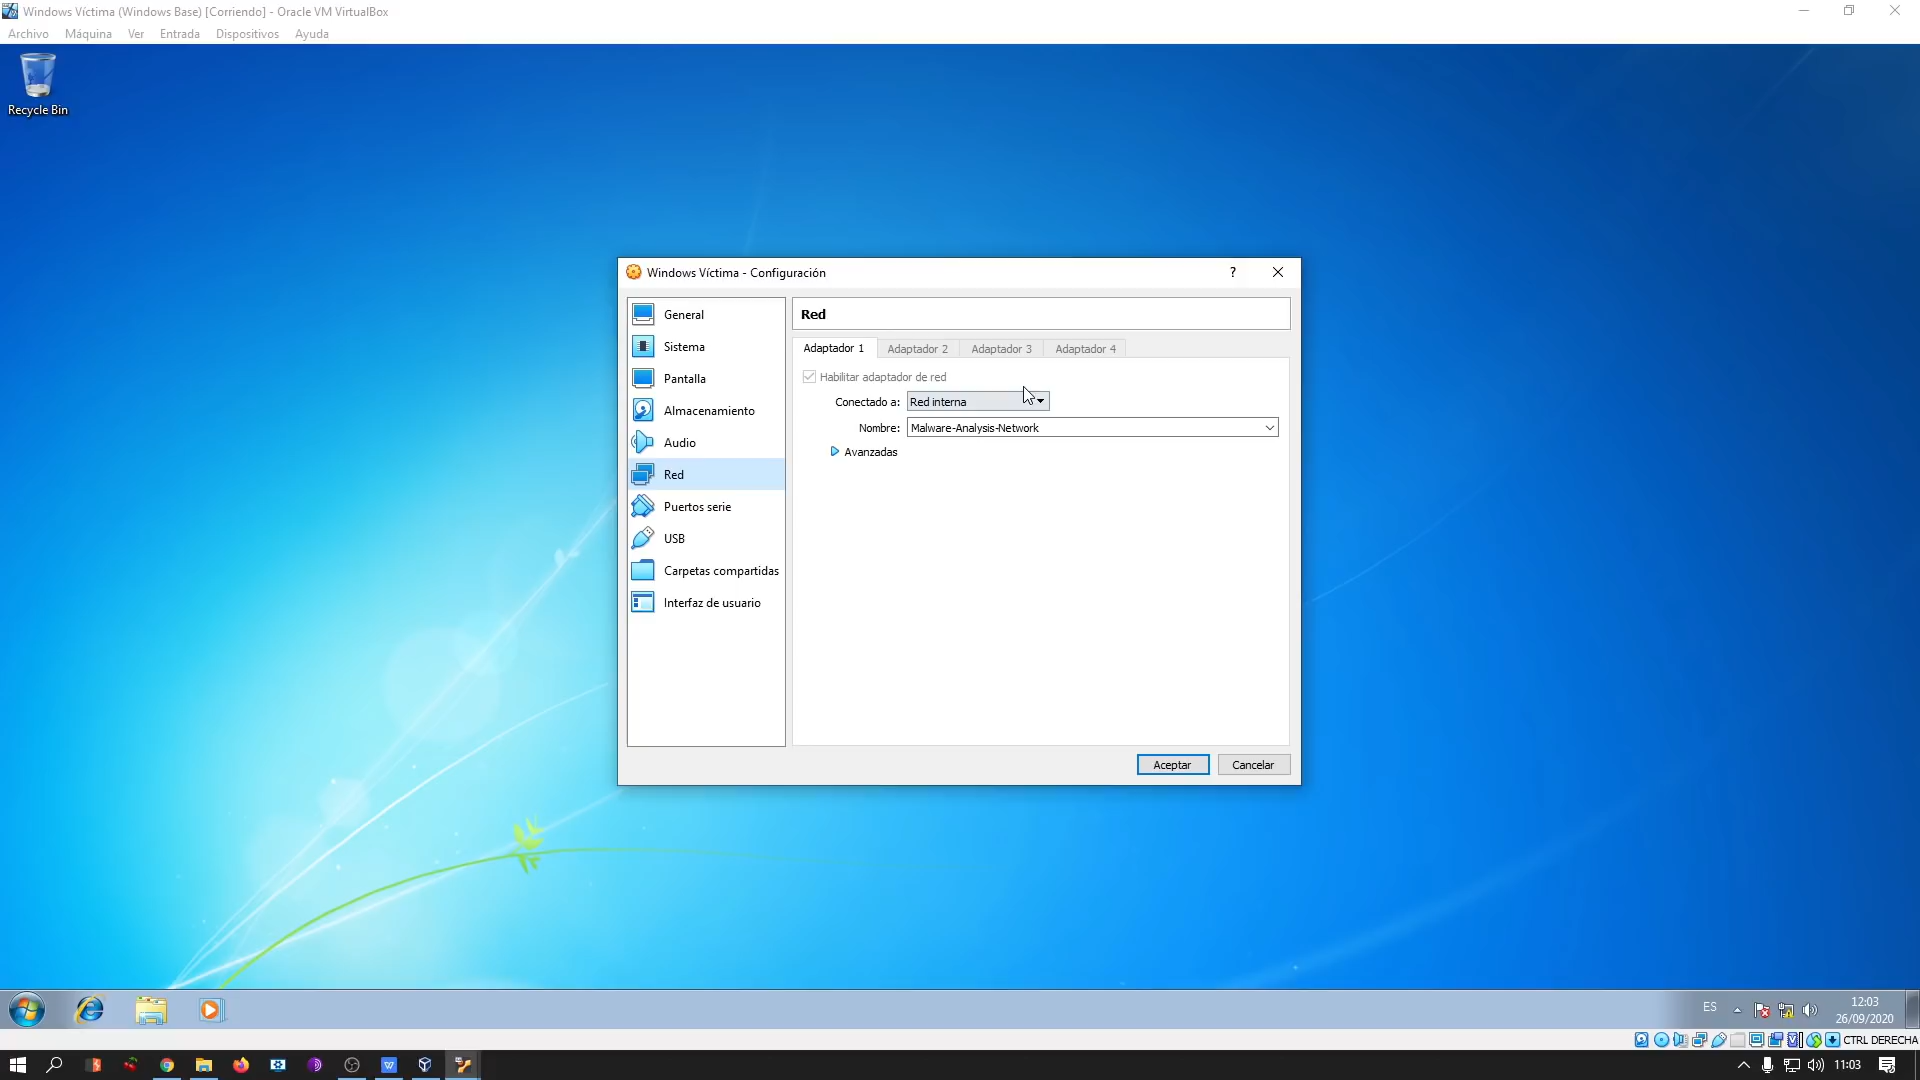 Windows Víctima (Windows Base) [Corriendo] - Oracle VM VirtualBox
Archivo Máquina Ver Entrada Dispositivos Ayuda
Recycle Bin
Windows Víctima - Configuración
?
General
Sistema
Pantalla
Almacenamiento
Audio
Red
Puertos serie
USB
Carpetas compartidas
Interfaz de usuario
Red
Adaptador 1 Adaptador 2 Adaptador 3 Adaptador 4
Habilitar adaptador de red
Conectado a: Red interna
Nombre: Malware-Analysis-Network
Avanzadas
Aceptar Cancelar
ES
12:03
26/09/2020
CTRL DERECHA
11:03